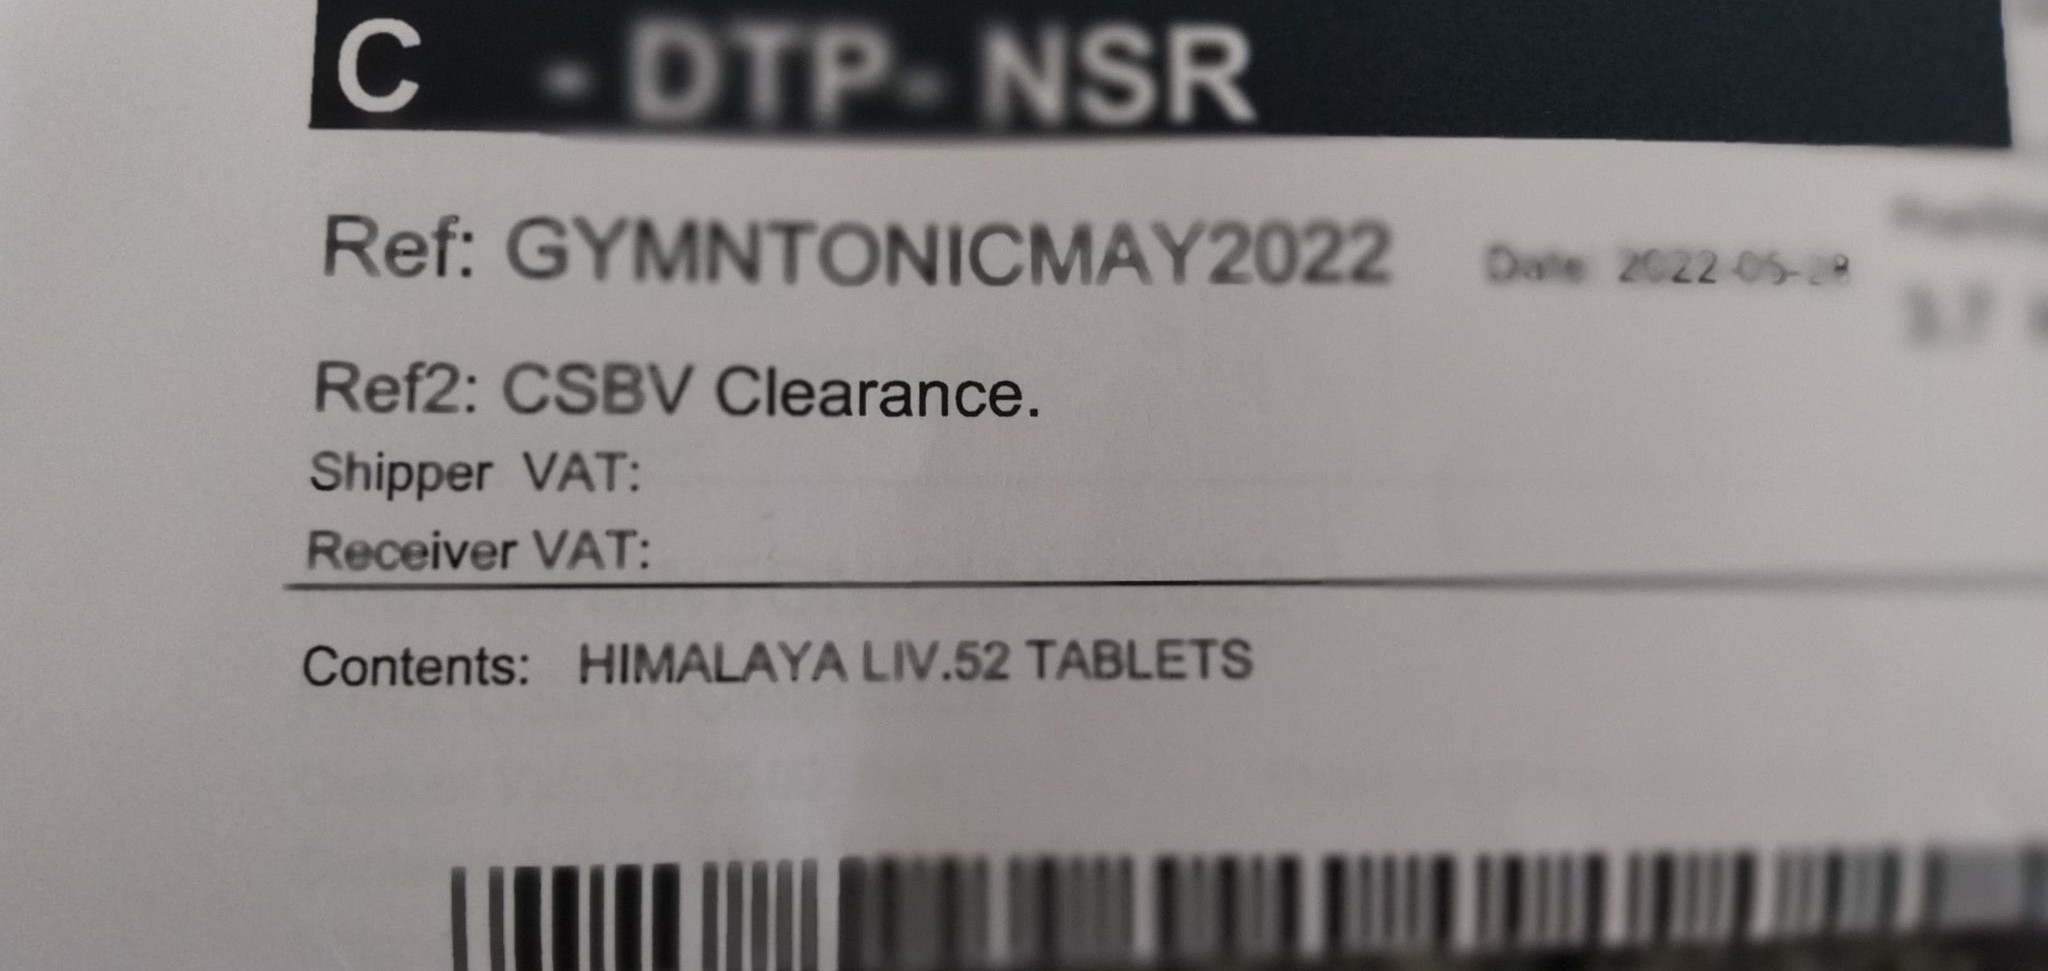 C - DTP- NSR
Ref: GYMNTONICMAY2022 Date: 2022-05-28
Ref2: CSBV Clearance.
Shipper VAT:
Receiver VAT:
Contents: HIMALAYA LIV.52 TABLETS